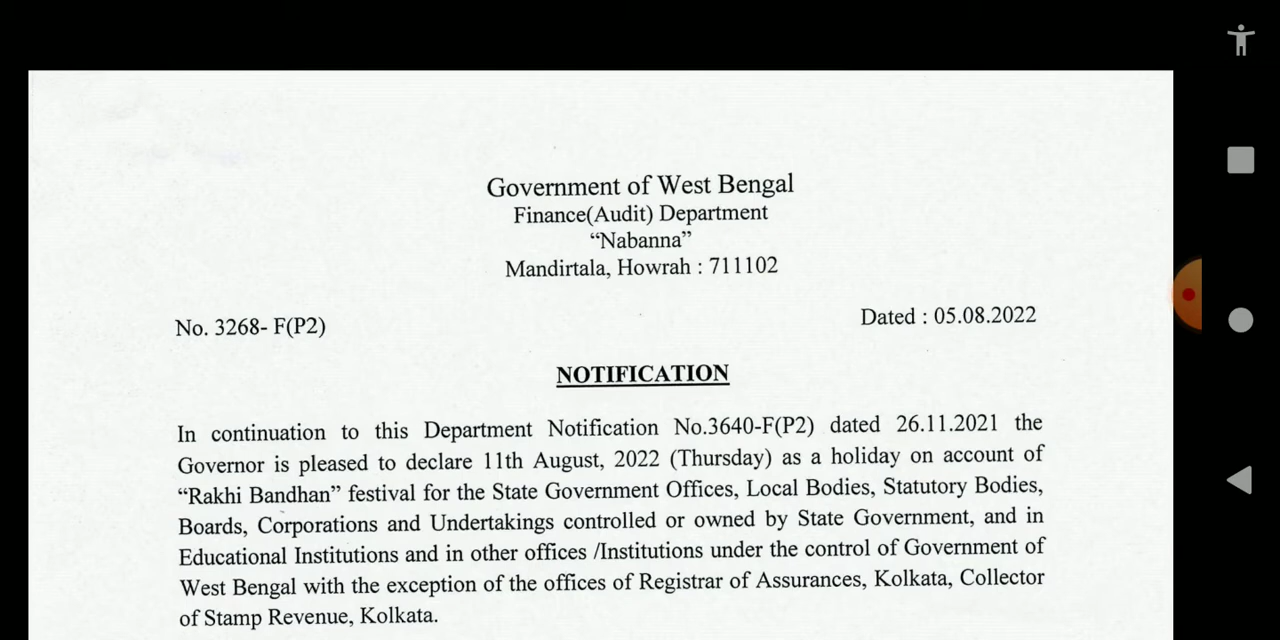 Government of West Bengal
Finance(Audit) Department
“Nabanna”
Mandirtala, Howrah : 711102
No. 3268- F(P2)
Dated : 05.08.2022
NOTIFICATION
In continuation to this Department Notification No.3640-F(P2) dated 26.11.2021 the
Governor is pleased to declare 11th August, 2022 (Thursday) as a holiday on account of
“Rakhi Bandhan” festival for the State Government Offices, Local Bodies, Statutory Bodies,
Boards, Corporations and Undertakings controlled or owned by State Government, and in
Educational Institutions and in other offices /Institutions under the control of Government of
West Bengal with the exception of the offices of Registrar of Assurances, Kolkata, Collector
of Stamp Revenue, Kolkata.